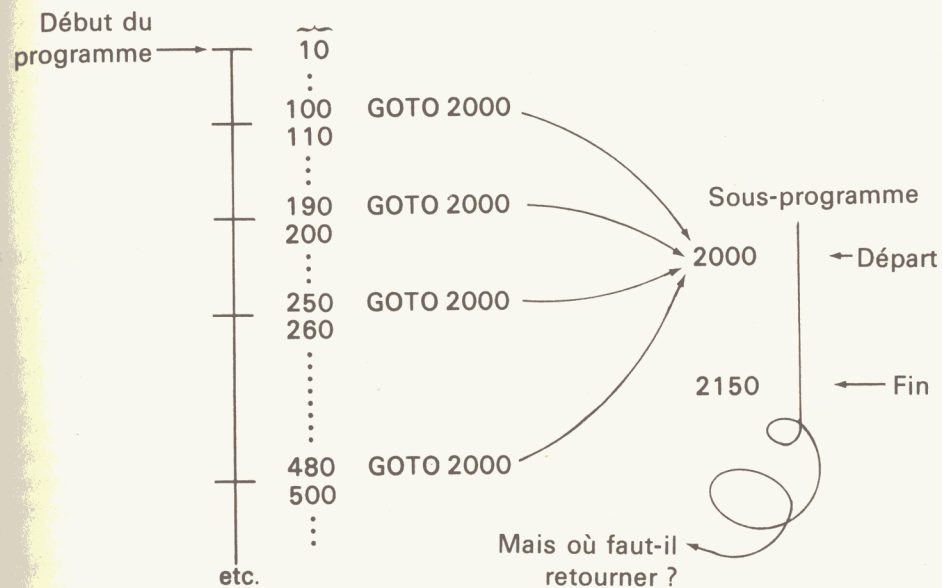 Début du
programme
10
100 GOTO 2000
110
190 GOTO 2000
200
250 GOTO 2000
260
480 GOTO 2000
500
etc.
Sous-programme
2000 Départ
2150 Fin
Mais où faut-il
retourner ?